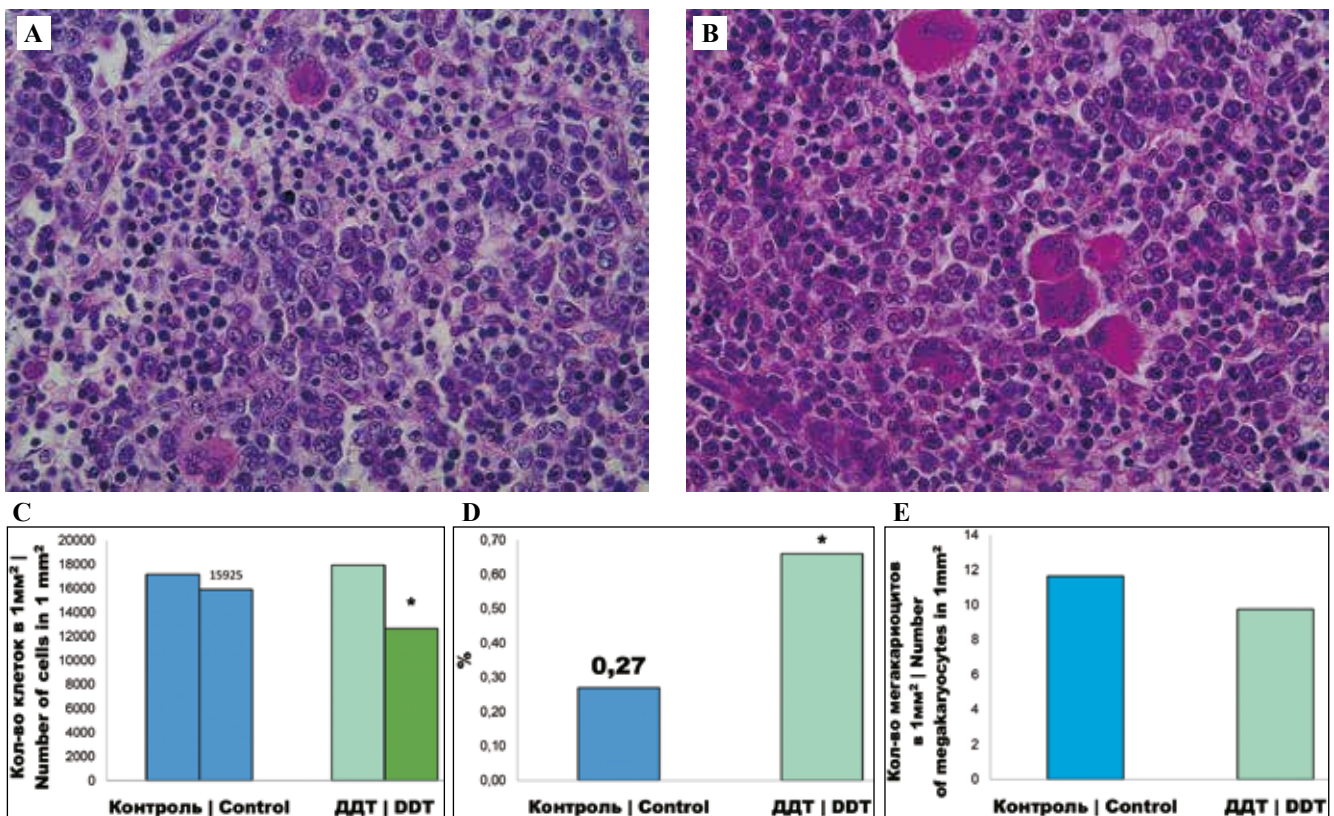 A
B
C
Кол-во клеток в 1мм² |
Number of cells in 1 mm²
20000
18000
16000
14000
12000
10000
8000
6000
4000
2000
0
15925
*
Контроль | Control
ДДТ | DDT
D
%
0,70
0,60
0,50
0,40
0,30
0,20
0,10
0,00
0,27
*
Контроль | Control
ДДТ | DDT
E
Кол-во мегакариоцитов
в 1мм² | Number
of megakaryocytes in 1mm²
14
12
10
8
6
4
2
0
Контроль | Control
ДДТ | DDT